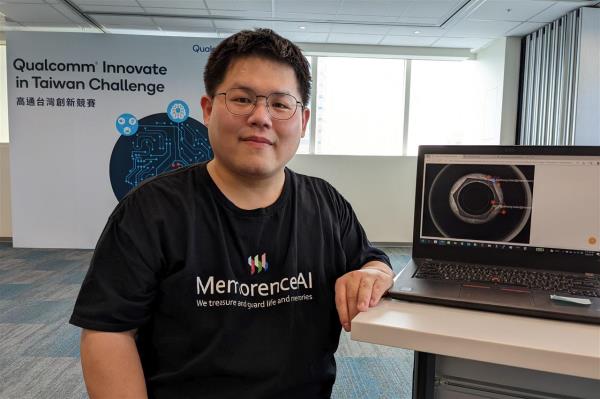 Qualcomm® Innovate
in Taiwan Challenge
高通台灣創新競賽
MemorenceAI
We treasure and guard life and memories